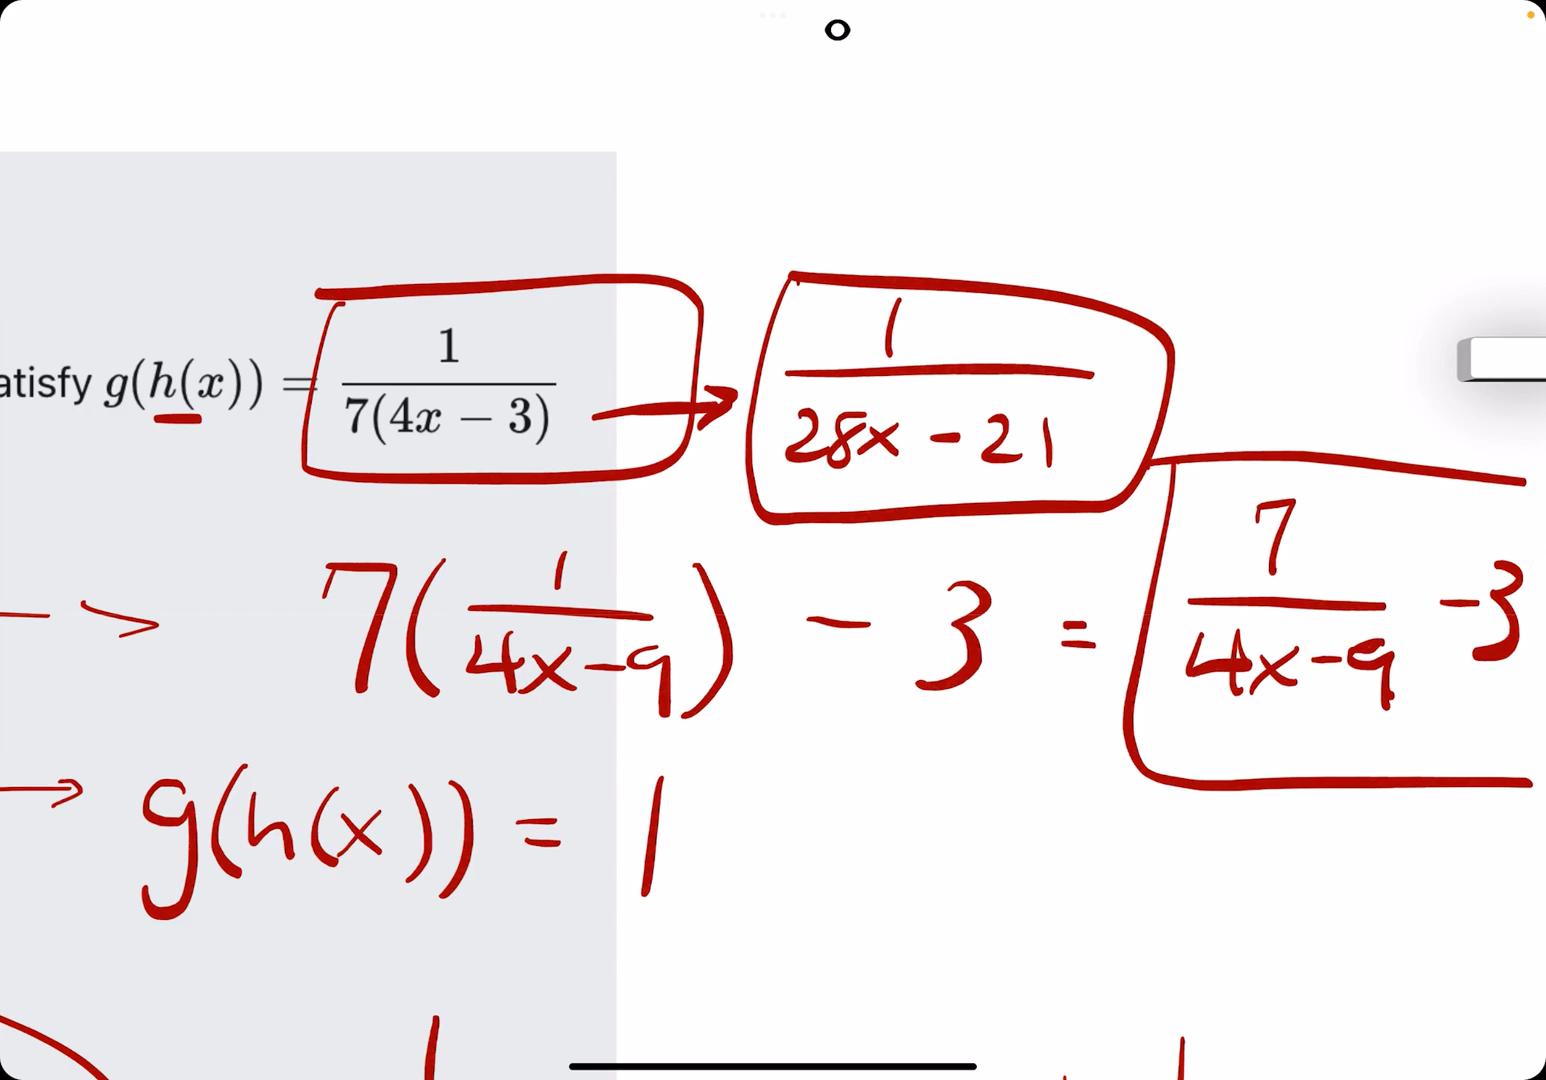 atisfy g(h(x)) = 1/(7(4x − 3)) → 1/(28x - 21)
7(1/(4x-9)) - 3 = 7/(4x-9) -3
→ g(h(x)) = 1